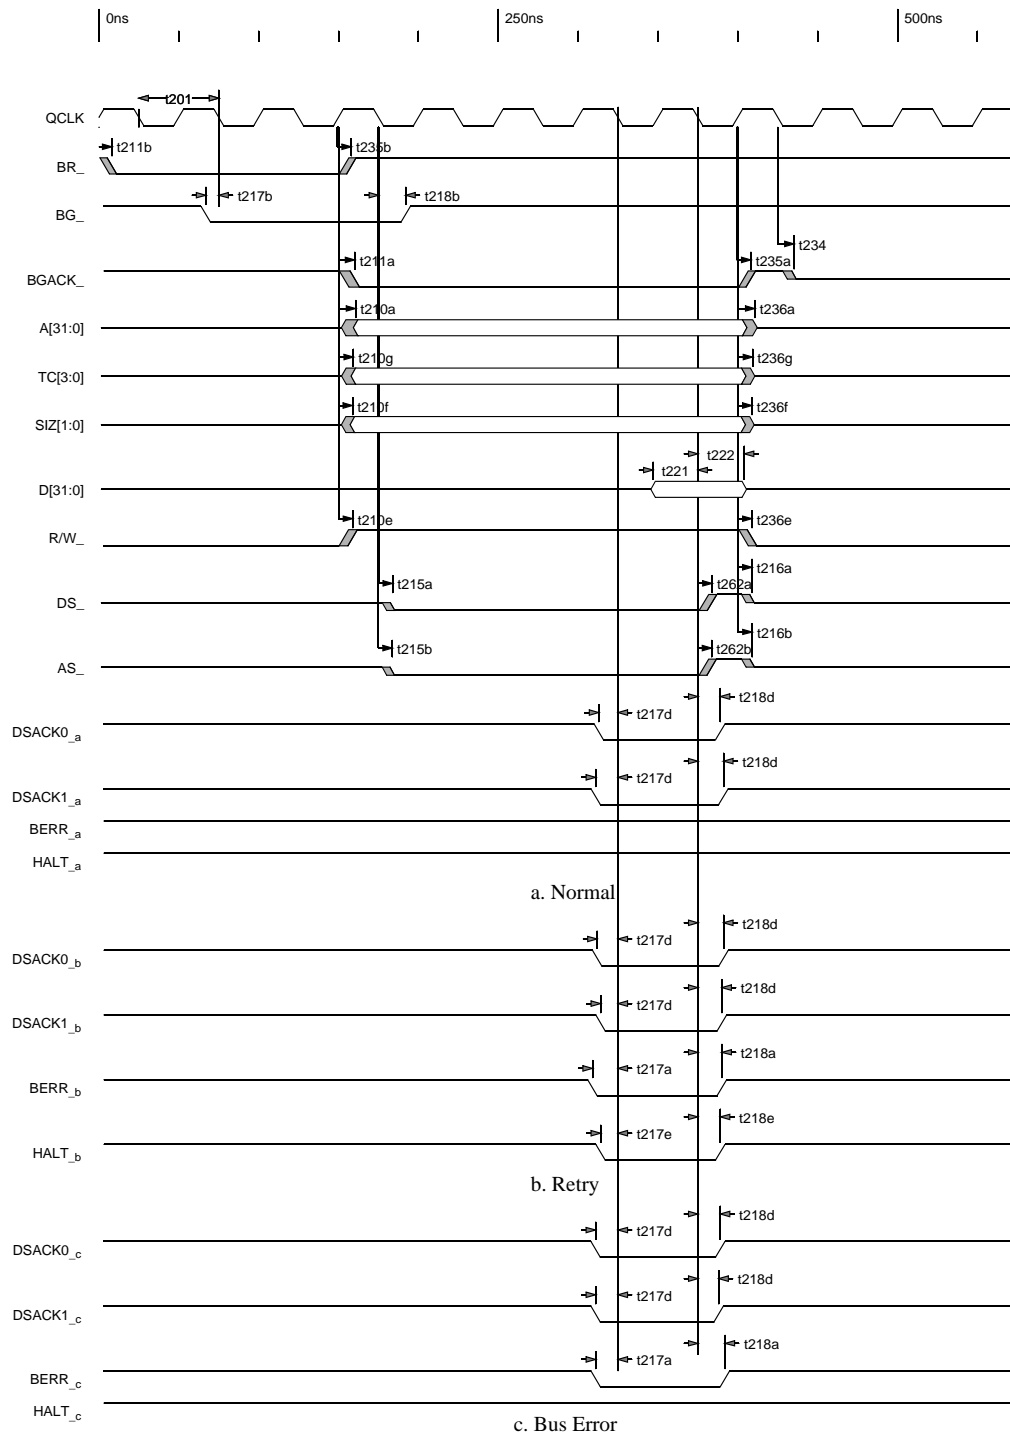 0ns 250ns 500ns
t201
QCLK
t211b t235b
BR_
t217b t218b
BG_
t234
t211a t235a
BGACK_
t210a t236a
A[31:0]
t210g t236g
TC[3:0]
t210f t236f
SIZ[1:0]
t222
t221
D[31:0]
t210e t236e
R/W_
t216a
t215a t262a
DS_
t216b
t215b t262b
AS_
t218d
t217d
DSACK0_a
t218d
t217d
DSACK1_a
BERR_a
HALT_a
a. Normal
t218d
t217d
DSACK0_b
t218d
t217d
DSACK1_b
t218a
t217a
BERR_b
t218e
t217e
HALT_b
b. Retry
t218d
t217d
DSACK0_c
t218d
t217d
DSACK1_c
t218a
t217a
BERR_c
HALT_c
c. Bus Error